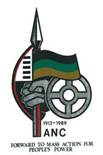 1912-1989
ANC
FORWARD TO MASS ACTION FOR
PEOPLE'S POWER